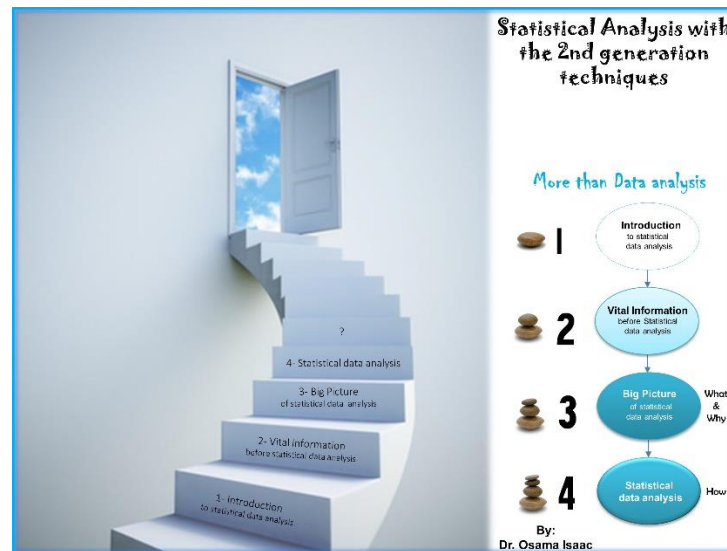 Statistical Analysis with
the 2nd generation
techniques
More than Data analysis
1
Introduction
to statistical
data analysis
2
Vital Information
before Statistical
data analysis
3
Big Picture
of statistical
data analysis
What
&
Why
4
Statistical
data analysis
How
By:
Dr. Osama Isaac
?
4- Statistical data analysis
3- Big Picture
of statistical data analysis
2- Vital Information
before statistical data analysis
1- Introduction
to statistical data analysis